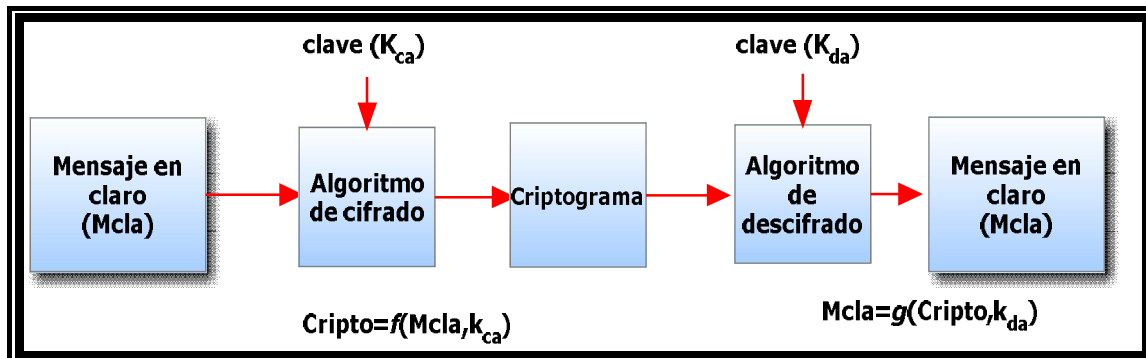 clave (Kca)
clave (Kda)
Mensaje en
claro
(Mcla)
Algoritmo
de cifrado
Criptograma
Algoritmo
de
descifrado
Mensaje en
claro
(Mcla)
Cripto=f(Mcla,kca)
Mcla=g(Cripto,kda)